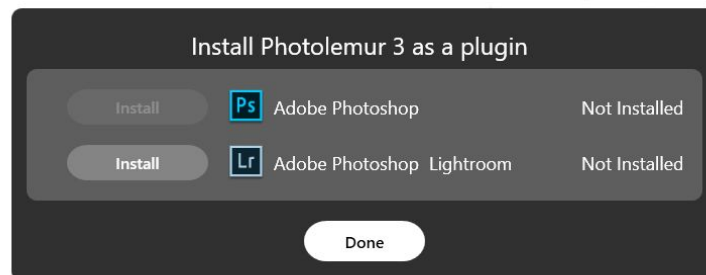 Install Photolemur 3 as a plugin
Install Ps Adobe Photoshop Not Installed
Install Lr Adobe Photoshop Lightroom Not Installed
Done